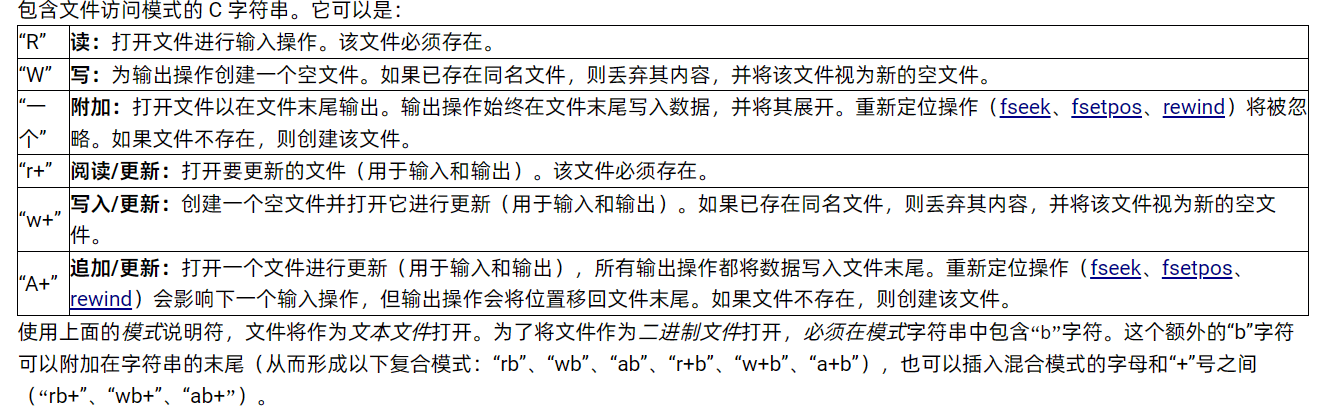 包含文件访问模式的 C 字符串。它可以是：
“R” 读：打开文件进行输入操作。该文件必须存在。
“W” 写：为输出操作创建一个空文件。如果已存在同名文件，则丢弃其内容，并将该文件视为新的空文件。
“一 附加：打开文件以在文件末尾输出。输出操作始终在文件末尾写入数据，并将其展开。重新定位操作（fseek、fsetpos、rewind）将被忽
个” 略。如果文件不存在，则创建该文件。
“r+” 阅读/更新：打开要更新的文件（用于输入和输出）。该文件必须存在。
“w+” 写入/更新：创建一个空文件并打开它进行更新（用于输入和输出）。如果已存在同名文件，则丢弃其内容，并将该文件视为新的空文
件。
“A+” 追加/更新：打开一个文件进行更新（用于输入和输出），所有输出操作都将数据写入文件末尾。重新定位操作（fseek、fsetpos、
rewind）会影响下一个输入操作，但输出操作会将位置移回文件末尾。如果文件不存在，则创建该文件。
使用上面的模式说明符，文件将作为文本文件打开。为了将文件作为二进制文件打开，必须在模式字符串中包含“b”字符。这个额外的“b”字符
可以附加在字符串的末尾（从而形成以下复合模式：“rb”、“wb”、“ab”、“r+b”、“w+b”、“a+b”），也可以插入混合模式的字母和“+”号之间
（“rb+”、“wb+”、“ab+”）。